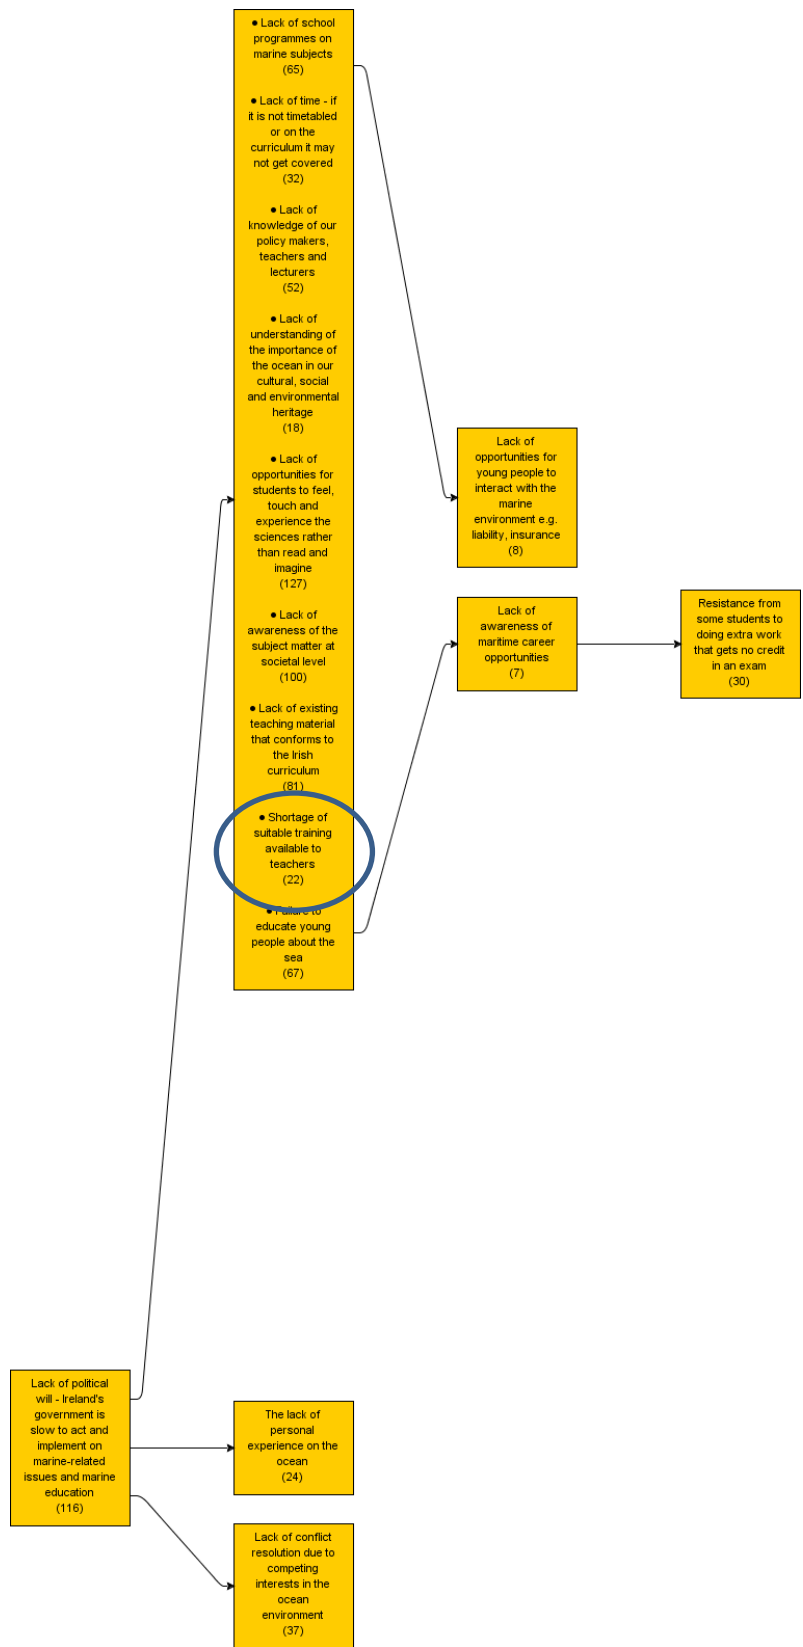 ● Lack of school
programmes on
marine subjects
(65)
● Lack of time - if
it is not timetabled
or on the
curriculum it may
not get covered
(32)
● Lack of
knowledge of our
policy makers,
teachers and
lecturers
(52)
● Lack of
understanding of
the importance of
the ocean in our
cultural, social
and environmental
heritage
(18)
● Lack of
opportunities for
students to feel,
touch and
experience the
sciences rather
than read and
imagine
(127)
● Lack of
awareness of the
subject matter at
societal level
(100)
● Lack of existing
teaching material
that conforms to
the Irish
curriculum
(81)
● Shortage of
suitable training
available to
teachers
(22)
● Failure to
educate young
people about the
sea
(67)
Lack of
opportunities for
young people to
interact with the
marine
environment e.g.
liability, insurance
(8)
Lack of
awareness of
maritime career
opportunities
(7)
Resistance from
some students to
doing extra work
that gets no credit
in an exam
(30)
Lack of political
will - Ireland's
government is
slow to act and
implement on
marine-related
issues and marine
education
(116)
The lack of
personal
experience on the
ocean
(24)
Lack of conflict
resolution due to
competing
interests in the
ocean
environment
(37)